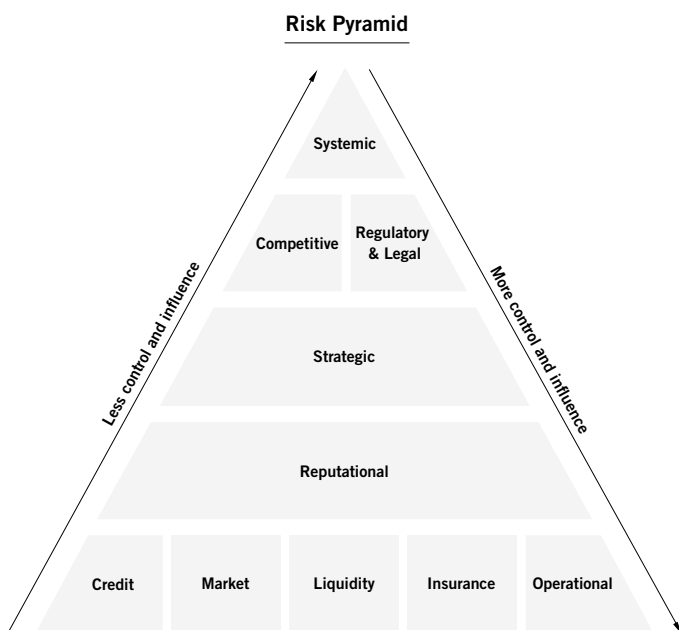 Risk Pyramid
Systemic
Competitive
Regulatory
& Legal
Less control and influence
More control and influence
Strategic
Reputational
Credit
Market
Liquidity
Insurance
Operational